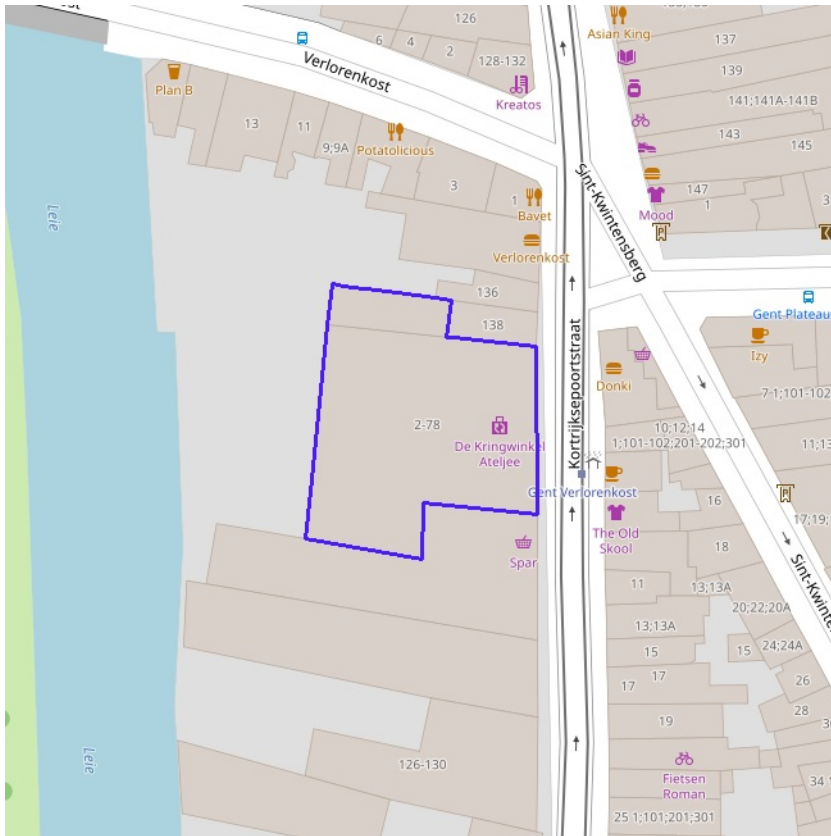 126
Asian King
6
4
2
137
Verlorenkost
128-132
139
Plan B
Kreatos
141;141A-141B
13
11
9;9A
Potatolicious
143
145
3
1
Bavet
Sint-Kwintensberg
147
1
Mood
3
P
Leie
Verlorenkost
136
138
Gent Plateau
Kortrijksepoortstraat
Izy
Donki
2-78
De Kringwinkel
Ateljee
7-1;101-102
10;12;14
1;101-102;201-202;301
11;13
Gent Verlorenkost
P
16
17;19;
The Old
Skool
Spar
18
Sint-Kwinten
11
13;13A
20;22;20A
13;13A
15
15
24;24A
17
17
26
28
19
Leie
126-130
Fietsen
Roman
34
25 1;101;201;301